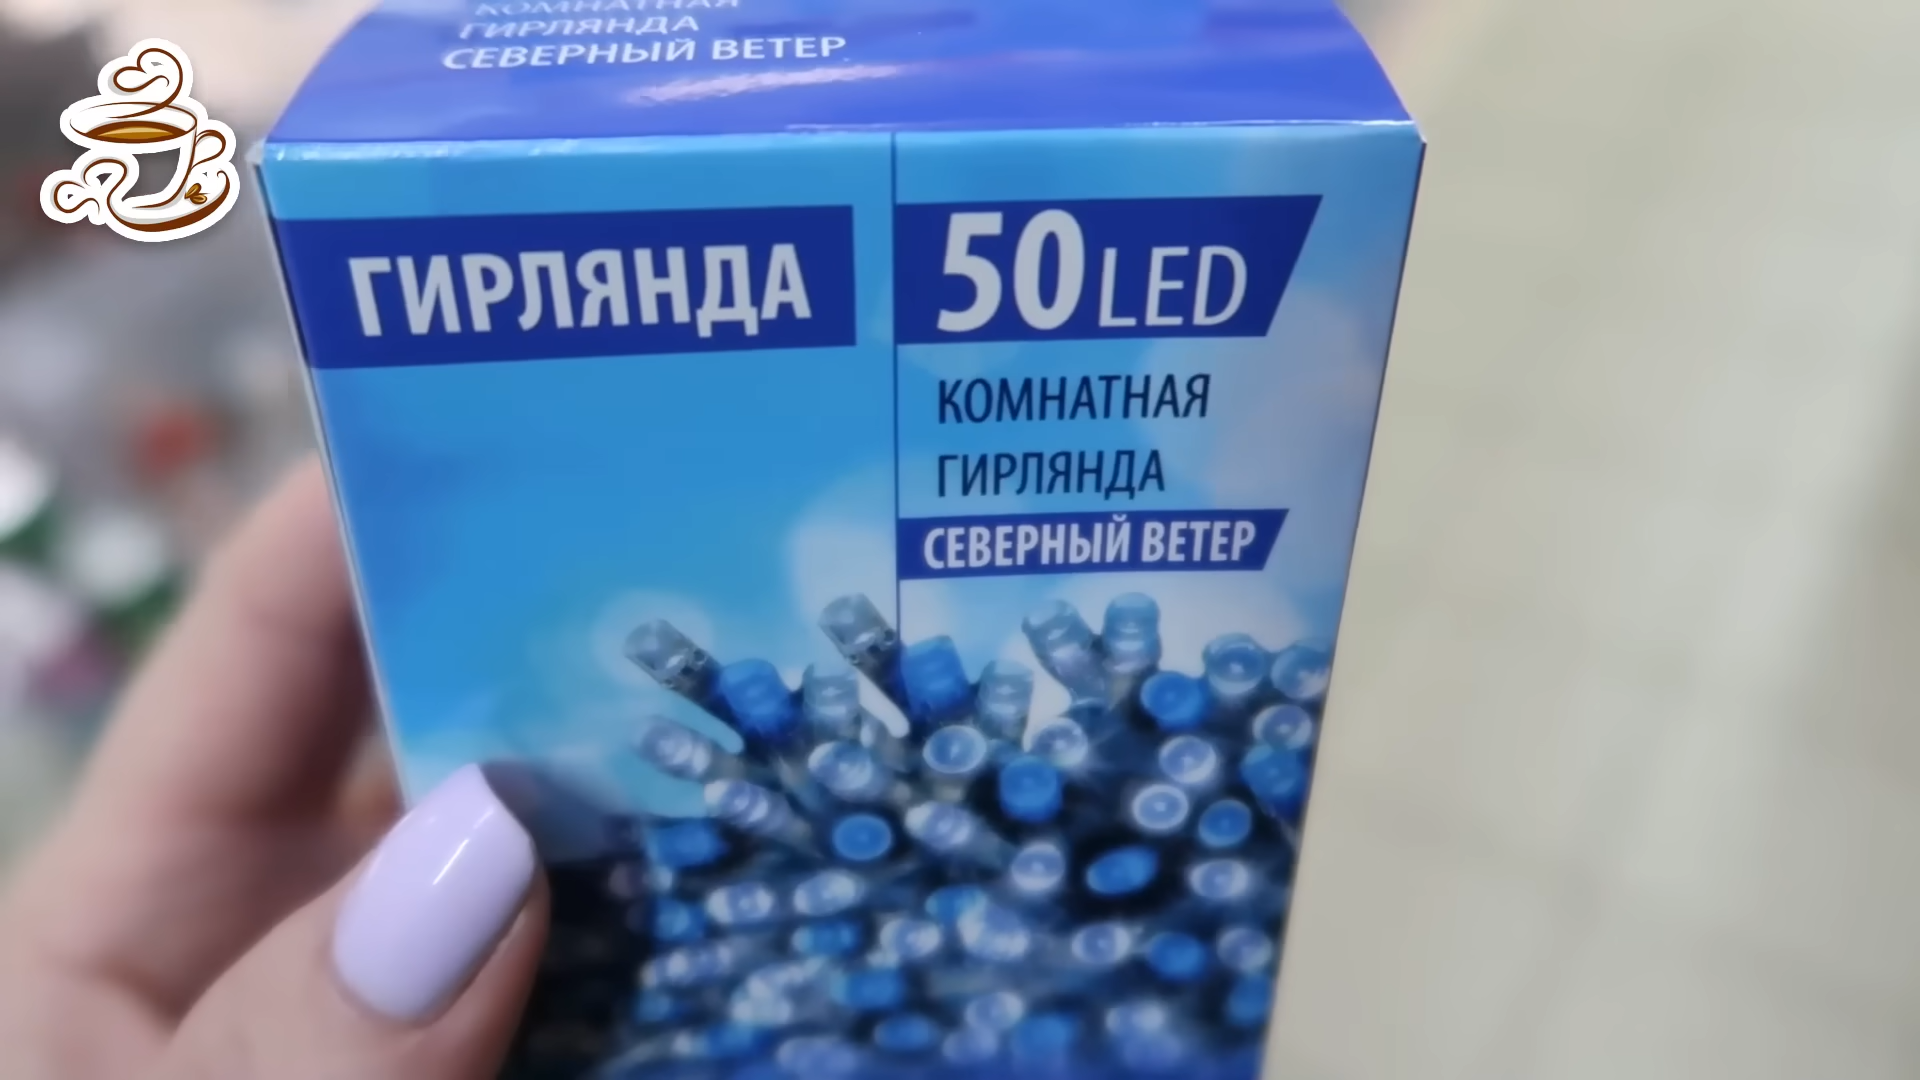 КОМНАТНАЯ
ГИРЛЯНДА
СЕВЕРНЫЙ ВЕТЕР
ГИРЛЯНДА
50 LED
КОМНАТНАЯ
ГИРЛЯНДА
СЕВЕРНЫЙ ВЕТЕР